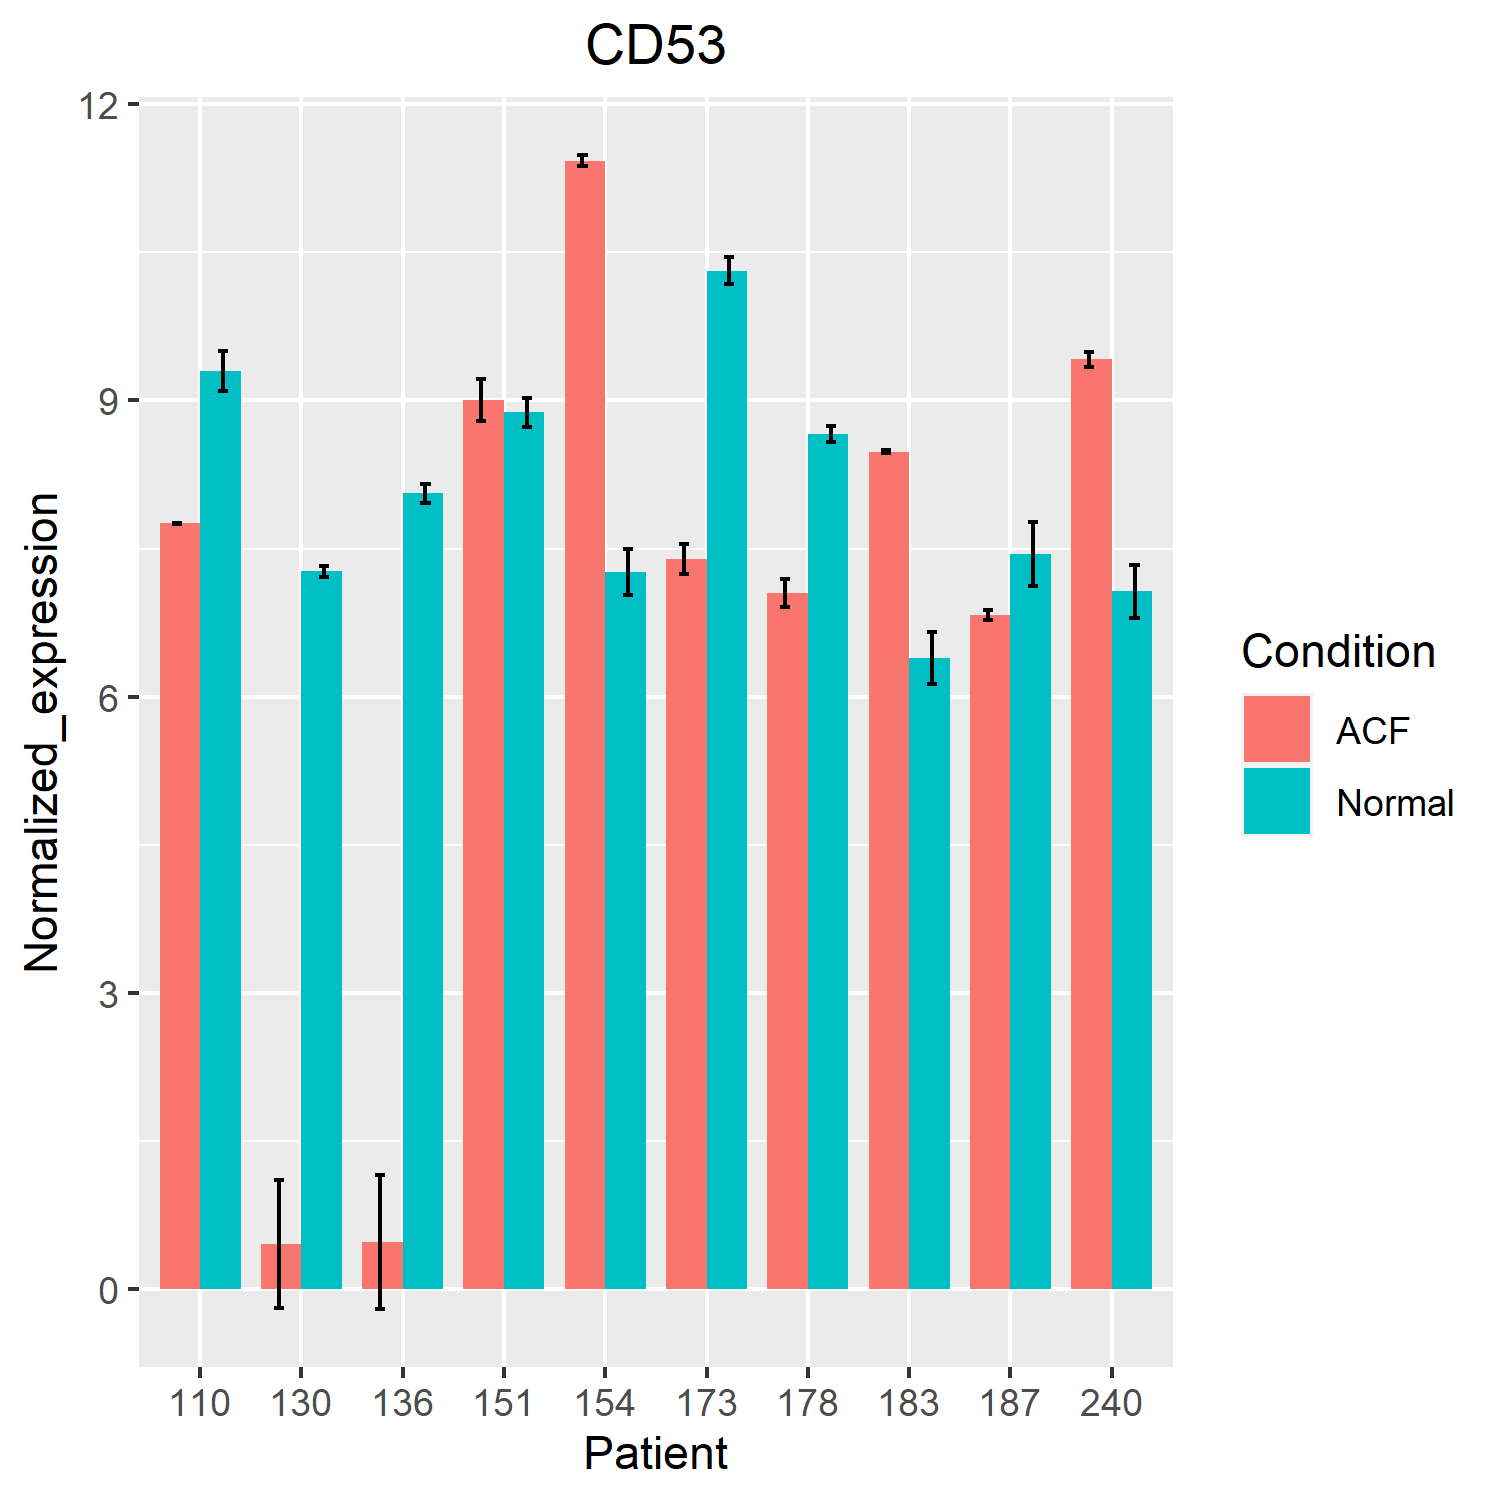 CD53
Normalized_expression
12
9
6
3
0
110 130 136 151 154 173 178 183 187 240
Patient
Condition
ACF
Normal